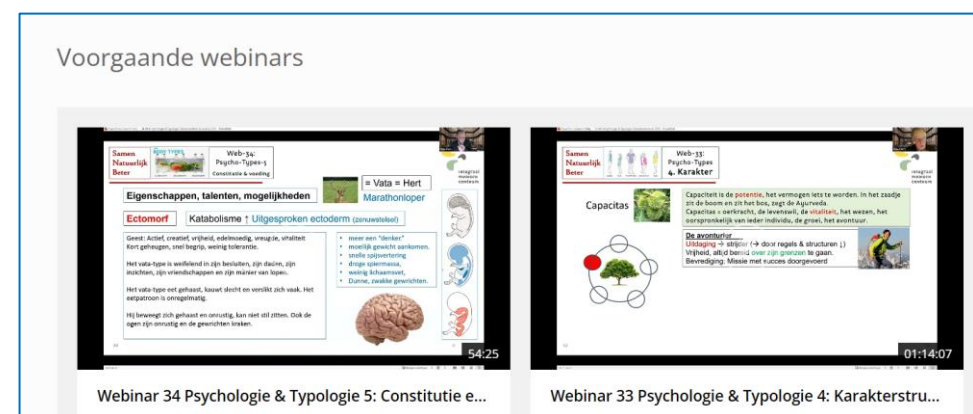 Voorgaande webinars
Samen
Natuurlijk
Beter
Web-34:
Psycho-Types-5
Constitutie & voeding
integraal
medisch
centrum
Eigenschappen, talenten, mogelijkheden
= Vata = Hert
Marathonloper
Ectomorf
Katabolisme ↑ Uitgesproken ectoderm (zenuwstelsel)
Geest: Actief, creatief, vrijheid, edelmoedig, vreugde, vitaliteit
Kort geheugen, snel begrip, weinig tolerantie.
Het vata-type is weifelend in zijn besluiten, zijn daden, zijn
inzichten, zijn vriendschappen en zijn manier van lopen.
Het vata-type eet gehaast, kauwt slecht en verslikt zich vaak. Het
eetpatroon is onregelmatig.
Hij beweegt zich gehaast en onrustig, kan niet stil zitten. Ook de
ogen zijn onrustig en de gewrichten kraken.
• meer een "denker."
• moeilijk gewicht aankomen.
• snelle spijsvertering
• droge spiermassa,
• weinig lichaamsvet,
• Dunne, zwakke gewrichten.
54:25
Webinar 34 Psychologie & Typologie 5: Constitutie e...
Samen
Natuurlijk
Beter
Web-33:
Psycho-Types
4. Karakter
integraal
medisch
centrum
Capacitas
Capaciteit is de potentie, het vermogen iets te worden. In het zaadje
zit de boom en zit het bos, zegt de Ayurveda.
Capacitas = oerkracht, de levenswil, de vitaliteit, het wezen, het
oorspronkelijk van ieder individu, de groei, het avontuur.
De avonturier
Uitdaging → strijder (→ door regels & structuren ↓)
Vrijheid, altijd bereid over zijn grenzen te gaan.
Bevrediging: Missie met succes doorgevoerd
01:14:07
Webinar 33 Psychologie & Typologie 4: Karakterstru...